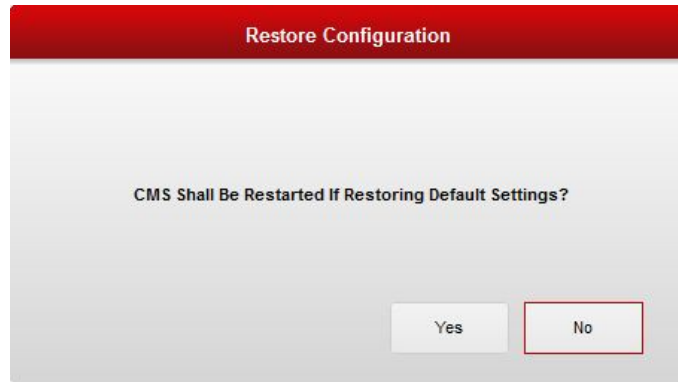 Restore Configuration
CMS Shall Be Restarted If Restoring Default Settings?
Yes No